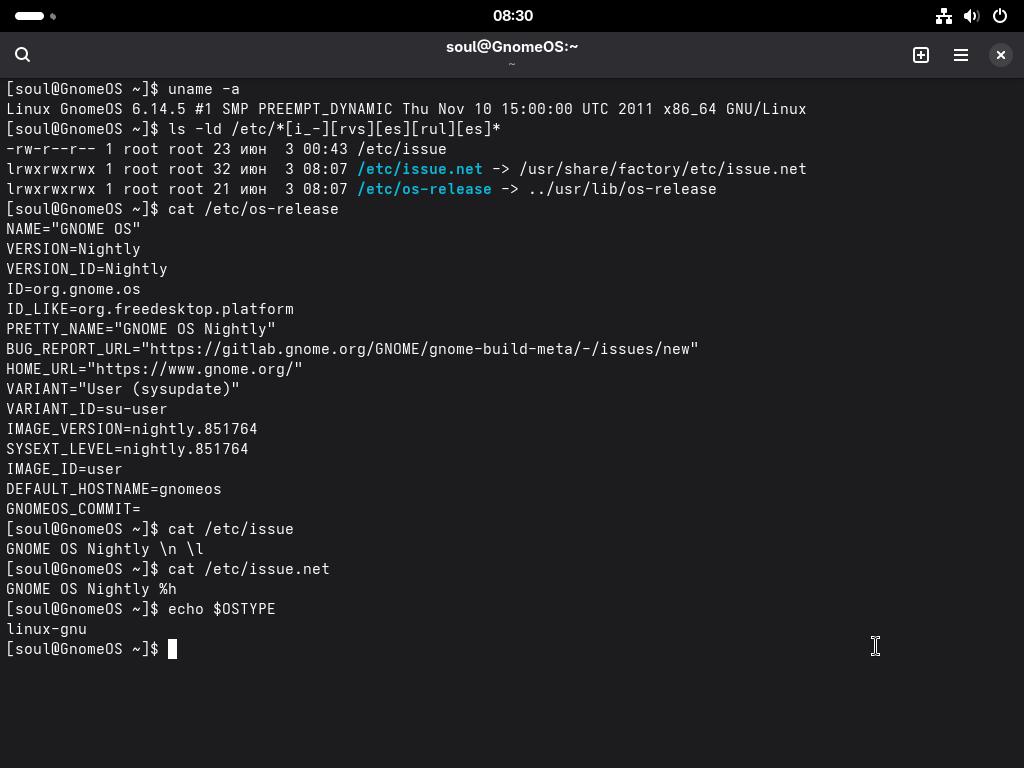 08:30
soul@GnomeOS:~
~
[soul@GnomeOS ~]$ uname -a
Linux GnomeOS 6.14.5 #1 SMP PREEMPT_DYNAMIC Thu Nov 10 15:00:00 UTC 2011 x86_64 GNU/Linux
[soul@GnomeOS ~]$ ls -ld /etc/*[i_-][rvs][es][rul][es]*
-rw-r--r-- 1 root root 23 июн  3 00:43 /etc/issue
lrwxrwxrwx 1 root root 32 июн  3 08:07 /etc/issue.net -> /usr/share/factory/etc/issue.net
lrwxrwxrwx 1 root root 21 июн  3 08:07 /etc/os-release -> ../usr/lib/os-release
[soul@GnomeOS ~]$ cat /etc/os-release
NAME="GNOME OS"
VERSION=Nightly
VERSION_ID=Nightly
ID=org.gnome.os
ID_LIKE=org.freedesktop.platform
PRETTY_NAME="GNOME OS Nightly"
BUG_REPORT_URL="https://gitlab.gnome.org/GNOME/gnome-build-meta/-/issues/new"
HOME_URL="https://www.gnome.org/"
VARIANT="User (sysupdate)"
VARIANT_ID=su-user
IMAGE_VERSION=nightly.851764
SYSEXT_LEVEL=nightly.851764
IMAGE_ID=user
DEFAULT_HOSTNAME=gnomeos
GNOMEOS_COMMIT=
[soul@GnomeOS ~]$ cat /etc/issue
GNOME OS Nightly \n \l
[soul@GnomeOS ~]$ cat /etc/issue.net
GNOME OS Nightly %h
[soul@GnomeOS ~]$ echo $OSTYPE
linux-gnu
[soul@GnomeOS ~]$